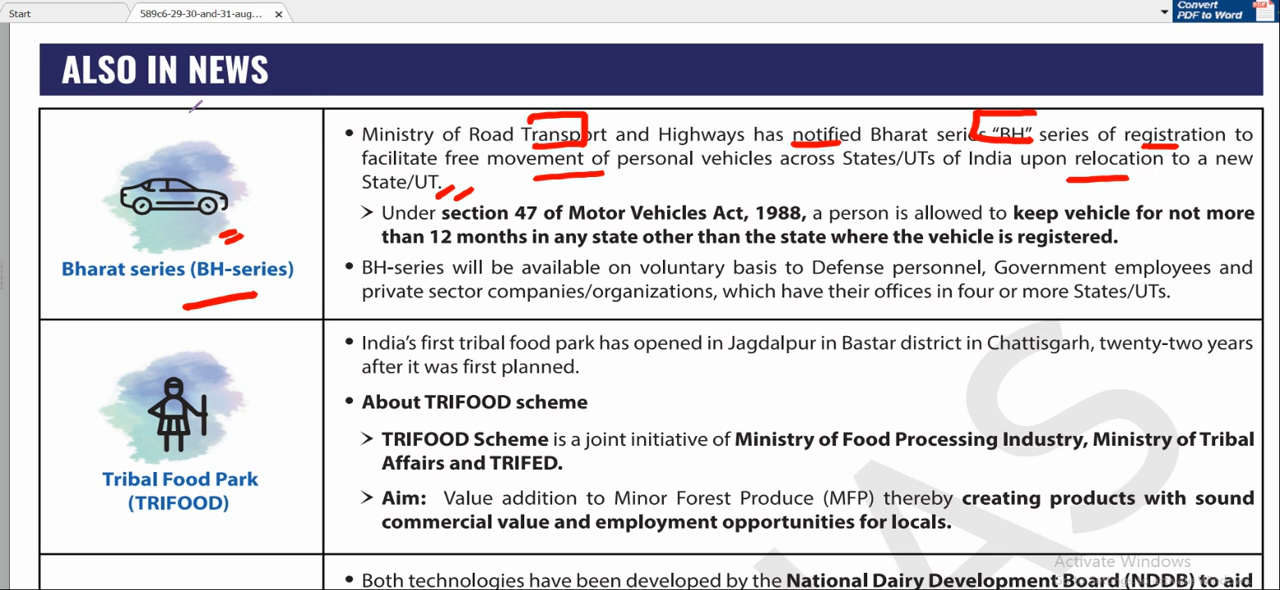 Start
589c6-29-30-and-31-aug...
Convert
PDF to Word
ALSO IN NEWS
• Ministry of Road Transport and Highways has notified Bharat series “BH” series of registration to
facilitate free movement of personal vehicles across States/UTs of India upon relocation to a new
State/UT.
➢ Under section 47 of Motor Vehicles Act, 1988, a person is allowed to keep vehicle for not more
than 12 months in any state other than the state where the vehicle is registered.
Bharat series (BH-series)
• BH-series will be available on voluntary basis to Defense personnel, Government employees and
private sector companies/organizations, which have their offices in four or more States/UTs.
• India’s first tribal food park has opened in Jagdalpur in Bastar district in Chattisgarh, twenty-two years
after it was first planned.
• About TRIFOOD scheme
➢ TRIFOOD Scheme is a joint initiative of Ministry of Food Processing Industry, Ministry of Tribal
Affairs and TRIFED.
Tribal Food Park
(TRIFOOD)
➢ Aim: Value addition to Minor Forest Produce (MFP) thereby creating products with sound
commercial value and employment opportunities for locals.
IAS
Activate Windows
• Both technologies have been developed by the National Dairy Development Board (NDDB) to aid